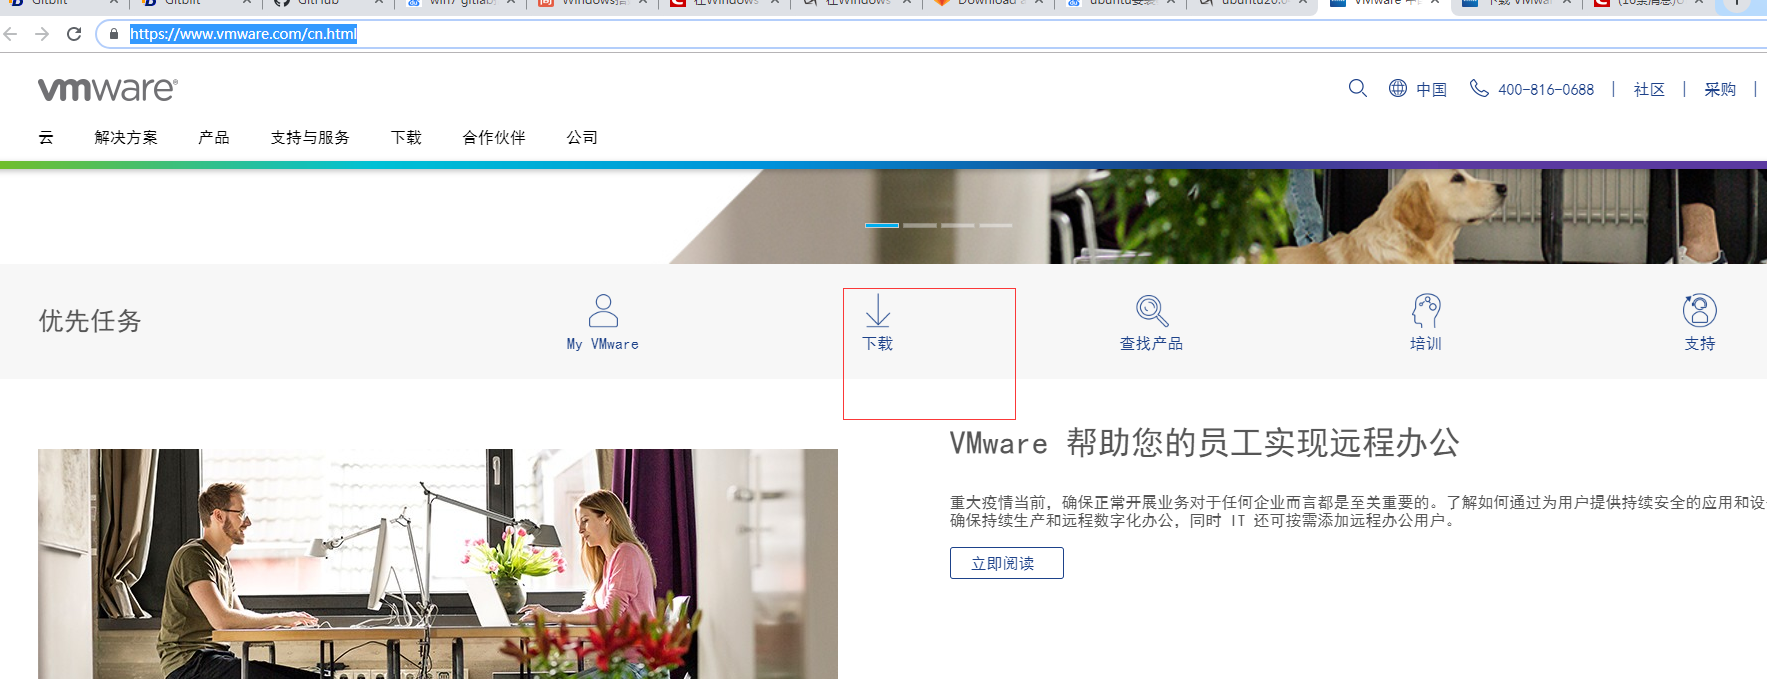 Gitblit
Gitblit
GitHub
https://www.vmware.com/cn.html
vmware®
中国
400-816-0688
社区
采购
云
解决方案
产品
支持与服务
下载
合作伙伴
公司
优先任务
My VMware
下载
查找产品
培训
支持
VMware 帮助您的员工实现远程办公
重大疫情当前，确保正常开展业务对于任何企业而言都是至关重要的。了解如何通过为用户提供持续安全的应用和设
确保持续生产和远程数字化办公，同时 IT 还可按需添加远程办公用户。
立即阅读